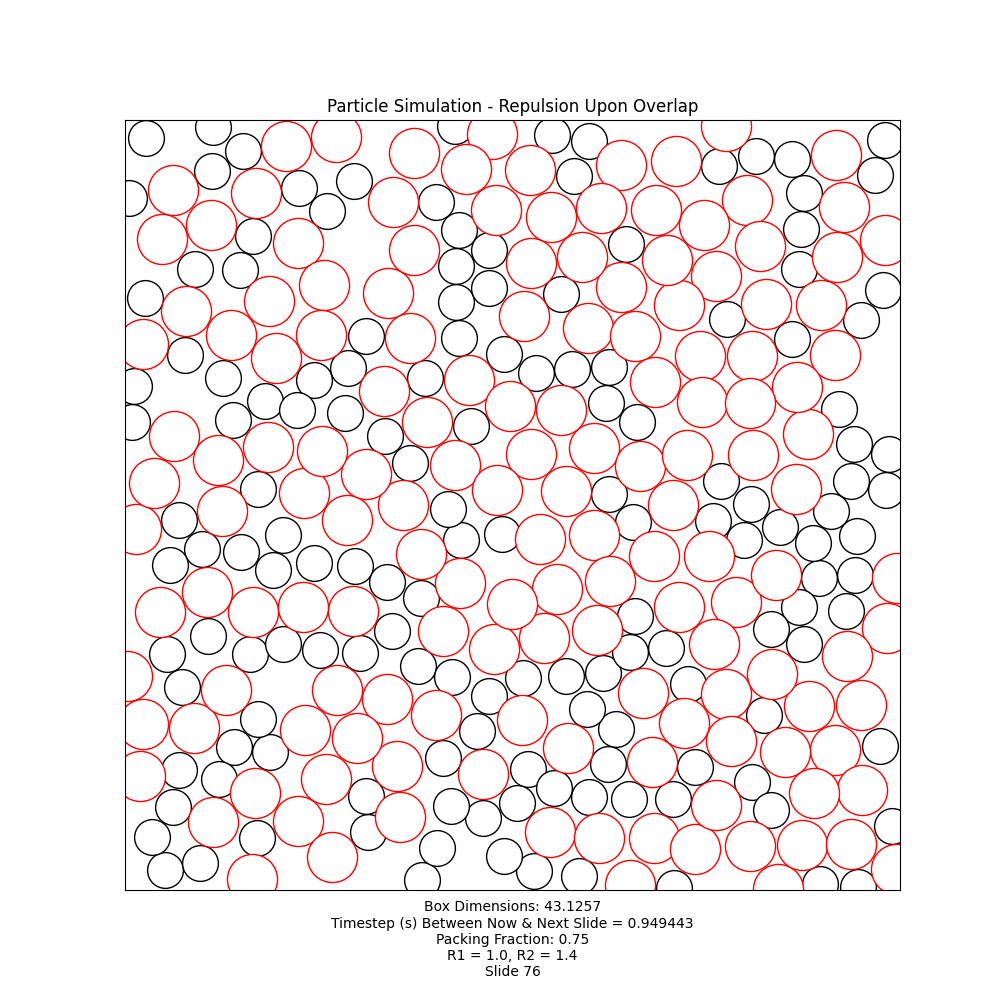 Particle Simulation - Repulsion Upon Overlap
Box Dimensions: 43.1257
Timestep (s) Between Now & Next Slide = 0.949443
Packing Fraction: 0.75
R1 = 1.0, R2 = 1.4
Slide 76